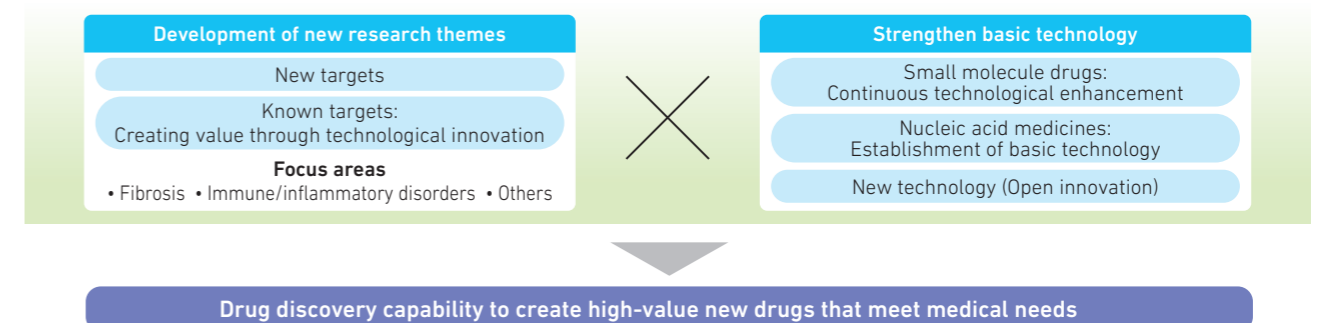 Development of new research themes
New targets
Known targets:
Creating value through technological innovation
Focus areas
• Fibrosis • Immune/inflammatory disorders • Others
Strengthen basic technology
Small molecule drugs:
Continuous technological enhancement
Nucleic acid medicines:
Establishment of basic technology
New technology (Open innovation)
Drug discovery capability to create high-value new drugs that meet medical needs